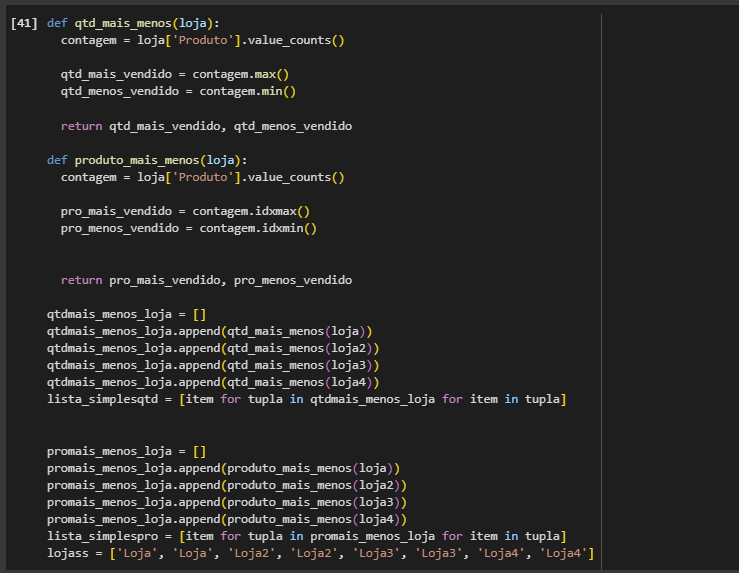 [41] def qtd_mais_menos(loja):
  contagem = loja['Produto'].value_counts()

  qtd_mais_vendido = contagem.max()
  qtd_menos_vendido = contagem.min()

  return qtd_mais_vendido, qtd_menos_vendido

def produto_mais_menos(loja):
  contagem = loja['Produto'].value_counts()

  pro_mais_vendido = contagem.idxmax()
  pro_menos_vendido = contagem.idxmin()


  return pro_mais_vendido, pro_menos_vendido

qtdmais_menos_loja = []
qtdmais_menos_loja.append(qtd_mais_menos(loja))
qtdmais_menos_loja.append(qtd_mais_menos(loja2))
qtdmais_menos_loja.append(qtd_mais_menos(loja3))
qtdmais_menos_loja.append(qtd_mais_menos(loja4))
lista_simplesqtd = [item for tupla in qtdmais_menos_loja for item in tupla]


promais_menos_loja = []
promais_menos_loja.append(produto_mais_menos(loja))
promais_menos_loja.append(produto_mais_menos(loja2))
promais_menos_loja.append(produto_mais_menos(loja3))
promais_menos_loja.append(produto_mais_menos(loja4))
lista_simplespro = [item for tupla in promais_menos_loja for item in tupla]
lojass = ['Loja', 'Loja', 'Loja2', 'Loja2', 'Loja3', 'Loja3', 'Loja4', 'Loja4']